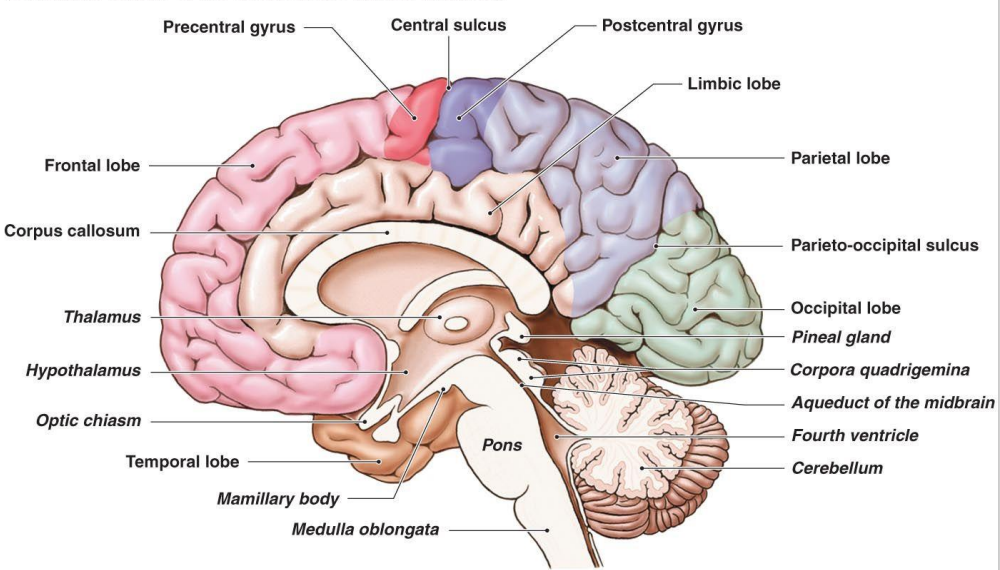 Precentral gyrus
Central sulcus
Postcentral gyrus
Limbic lobe
Frontal lobe
Parietal lobe
Corpus callosum
Parieto-occipital sulcus
Occipital lobe
Thalamus
Pineal gland
Hypothalamus
Corpora quadrigemina
Aqueduct of the midbrain
Optic chiasm
Fourth ventricle
Pons
Temporal lobe
Cerebellum
Mamillary body
Medulla oblongata